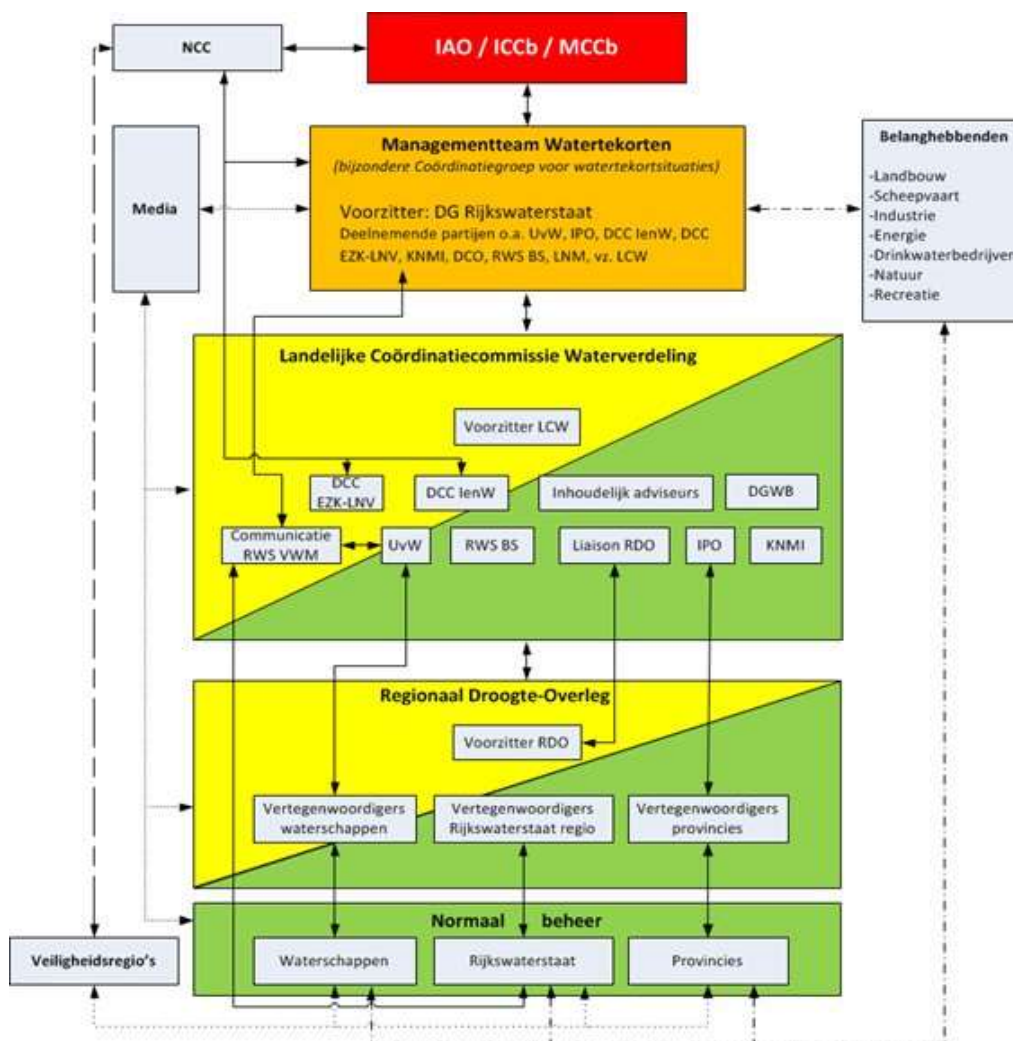 NCC
IAO / ICCb / MCCb
Media
Managementteam Watertekorten
(bijzondere Coördinatiegroep voor watertekortsituaties)
Voorzitter: DG Rijkswaterstaat
Deelnemende partijen o.a. UvW, IPO, DCC IenW, DCC
EZK-LNV, KNMI, DCO, RWS BS, LNM, vz. LCW
Belanghebbenden
-Landbouw
-Scheepvaart
-Industrie
-Energie
-Drinkwaterbedrijven
-Natuur
-Recreatie
Landelijke Coördinatiecommissie Waterverdeling
Voorzitter LCW
DCC
EZK-LNV
DCC IenW
Inhoudelijk adviseurs
DGWB
Communicatie
RWS VWM
UvW
RWS BS
Liaison RDO
IPO
KNMI
Regionaal Droogte-Overleg
Voorzitter RDO
Vertegenwoordigers
waterschappen
Vertegenwoordigers
Rijkswaterstaat regio
Vertegenwoordigers
provincies
Normaal beheer
Veiligheidsregio's
Waterschappen
Rijkswaterstaat
Provincies